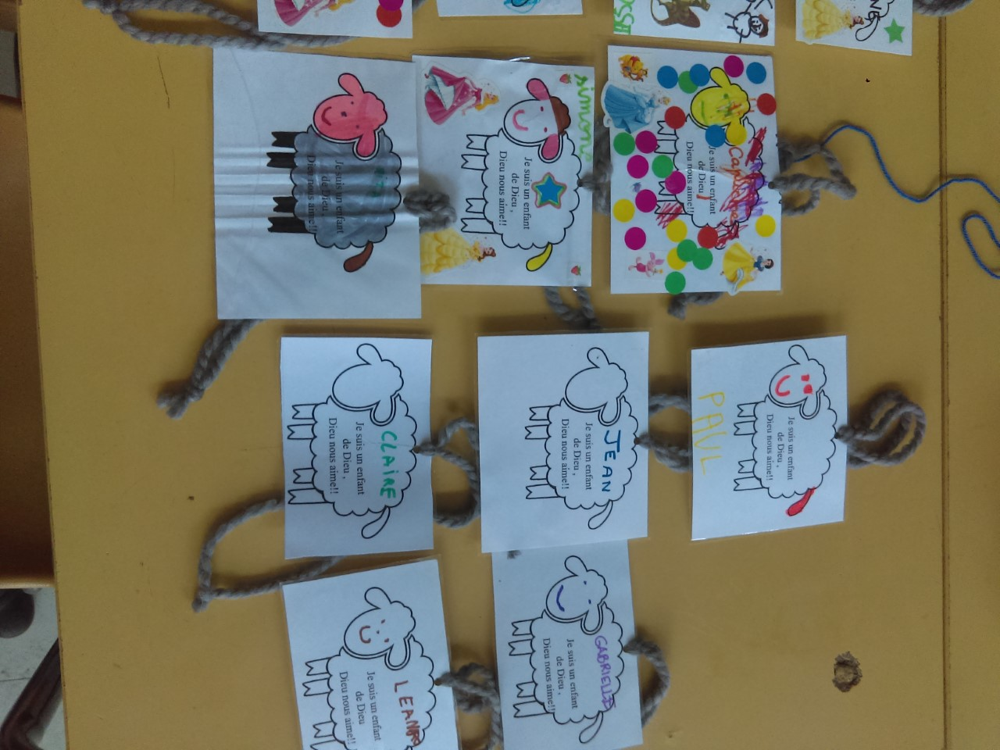 Je suis un enfant
de Dieu,
Dieu nous aime!!
simon
Je suis un enfant
de Dieu,
Dieu nous aime!!
Je suis un enfant
de Dieu,
Dieu nous aime!!
CLAIRE
Je suis un enfant
de Dieu,
Dieu nous aime!!
JEAN
Je suis un enfant
de Dieu,
Dieu nous aime!!
PAUL
Je suis un enfant
de Dieu,
Dieu nous aime!!
Je suis un enfant
de Dieu
Dieu nous aime!!
GABRIELLE
Je suis un enfant
de Dieu,
Dieu nous aime!!